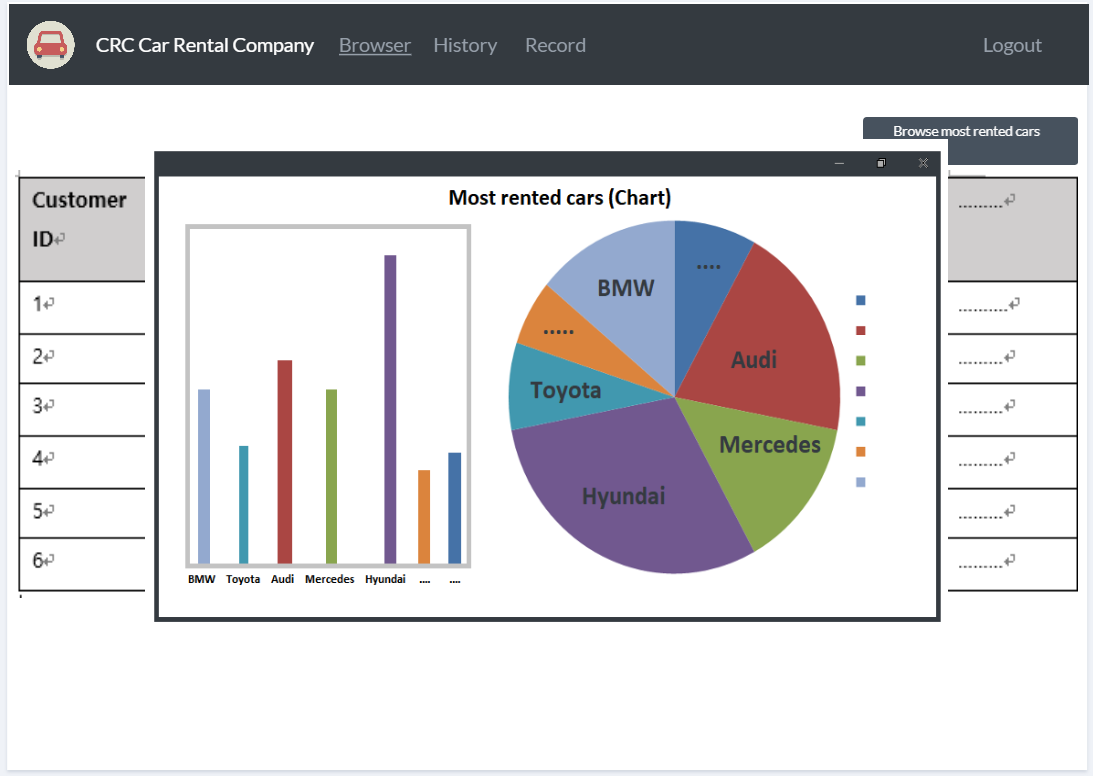 CRC Car Rental Company Browser History Record Logout
Browse most rented cars
Most rented cars (Chart)
Customer
ID↵
.........↵
1↵
.........↵
2↵
.........↵
3↵
.........↵
4↵
.........↵
5↵
.........↵
6↵
.........↵
BMW Toyota Audi Mercedes Hyundai .... ....
....
BMW
.....
Audi
Toyota
Mercedes
Hyundai